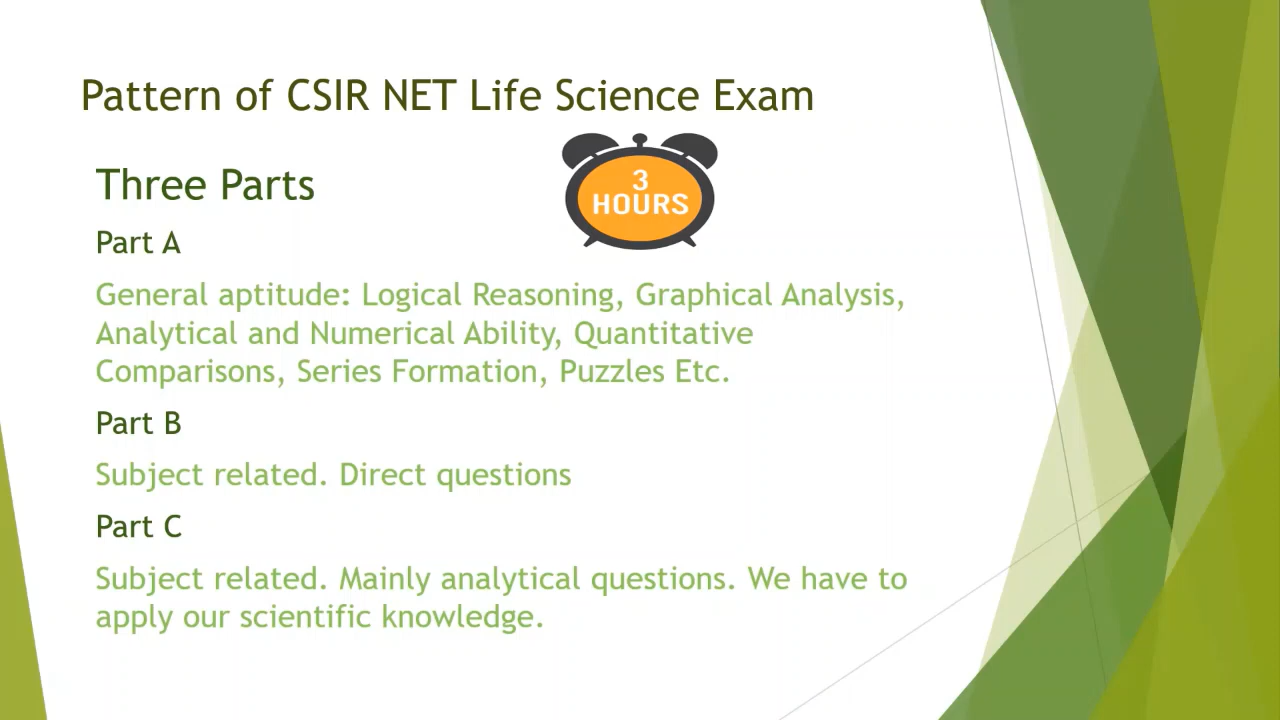 Pattern of CSIR NET Life Science Exam
3
HOURS
Three Parts
Part A
General aptitude: Logical Reasoning, Graphical Analysis,
Analytical and Numerical Ability, Quantitative
Comparisons, Series Formation, Puzzles Etc.
Part B
Subject related. Direct questions
Part C
Subject related. Mainly analytical questions. We have to
apply our scientific knowledge.